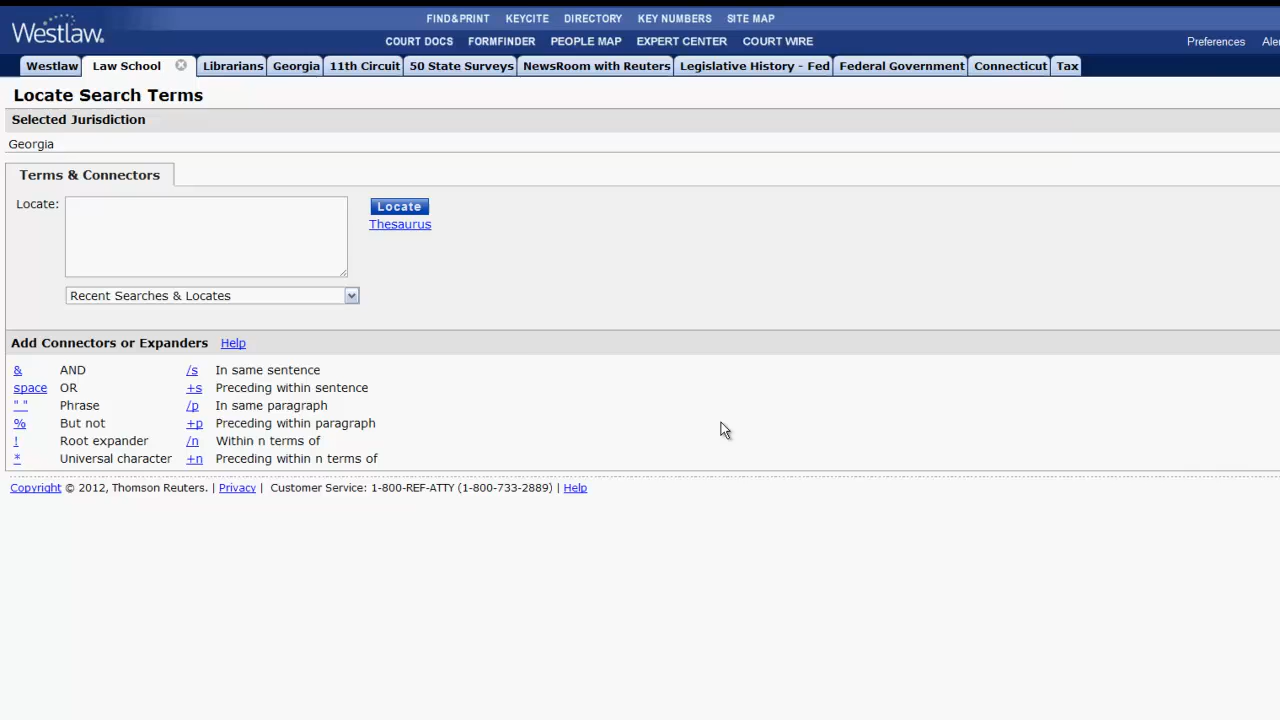 Westlaw.
FIND&PRINT KEYCITE DIRECTORY KEY NUMBERS SITE MAP
COURT DOCS FORMFINDER PEOPLE MAP EXPERT CENTER COURT WIRE
Preferences Aler
Westlaw Law School Librarians Georgia 11th Circuit 50 State Surveys NewsRoom with Reuters Legislative History - Fed Federal Government Connecticut Tax
Locate Search Terms
Selected Jurisdiction
Georgia
Terms & Connectors
Locate:
Locate
Thesaurus
Recent Searches & Locates
Add Connectors or Expanders Help
& AND /s In same sentence
space OR +s Preceding within sentence
" " Phrase /p In same paragraph
% But not +p Preceding within paragraph
! Root expander /n Within n terms of
* Universal character +n Preceding within n terms of
Copyright © 2012, Thomson Reuters. | Privacy | Customer Service: 1-800-REF-ATTY (1-800-733-2889) | Help